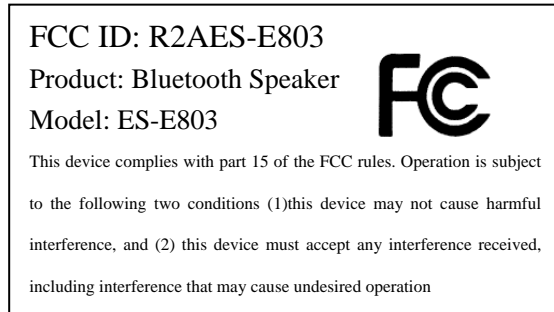 FCC ID: R2AES-E803
Product: Bluetooth Speaker
Model: ES-E803
FC
This device complies with part 15 of the FCC rules. Operation is subject
to the following two conditions (1)this device may not cause harmful
interference, and (2) this device must accept any interference received,
including interference that may cause undesired operation